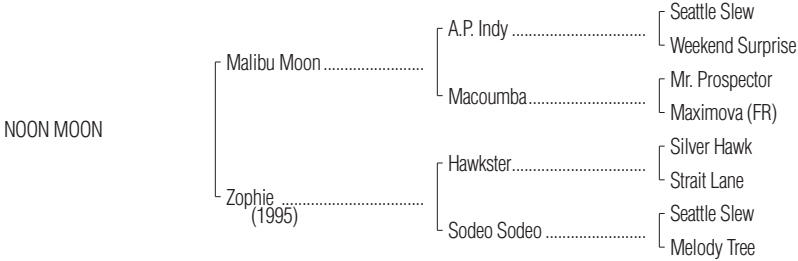 Seattle Slew
A.P. Indy
Weekend Surprise
Malibu Moon
Mr. Prospector
Macoumba
Maximova (FR)
NOON MOON
Silver Hawk
Hawkster
Strait Lane
Zophie
(1995)
Seattle Slew
Sodeo Sodeo
Melody Tree